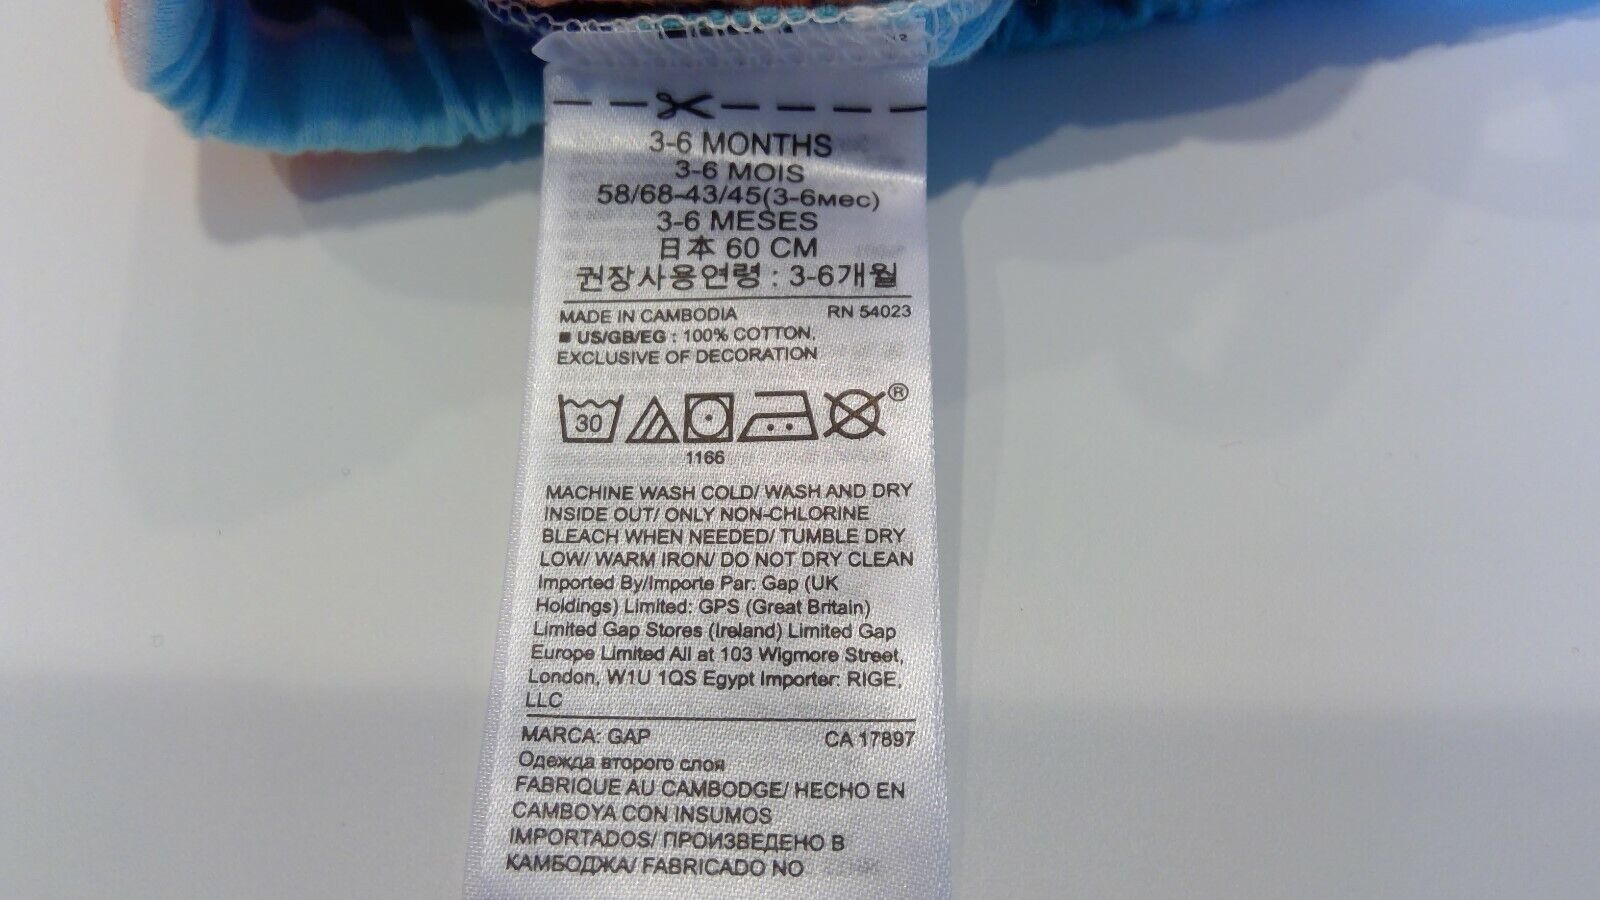 3-6 MONTHS
3-6 MOIS
58/68-43/45(3-6мес)
3-6 MESES
日本 60 CM
권장사용연령 : 3-6개월
MADE IN CAMBODIA RN 54023
■ US/GB/EG : 100% COTTON,
EXCLUSIVE OF DECORATION
30 ®
1166
MACHINE WASH COLD/ WASH AND DRY
INSIDE OUT/ ONLY NON-CHLORINE
BLEACH WHEN NEEDED/ TUMBLE DRY
LOW/ WARM IRON/ DO NOT DRY CLEAN
Imported By/Importe Par: Gap (UK
Holdings) Limited: GPS (Great Britain)
Limited Gap Stores (Ireland) Limited Gap
Europe Limited All at 103 Wigmore Street,
London, W1U 1QS Egypt Importer: RIGE,
LLC
MARCA: GAP CA 17897
Одежда второго слоя
FABRIQUE AU CAMBODGE/ HECHO EN
CAMBOYA CON INSUMOS
IMPORTADOS/ ПРОИЗВЕДЕНО В
КАМБОДЖА/ FABRICADO NO